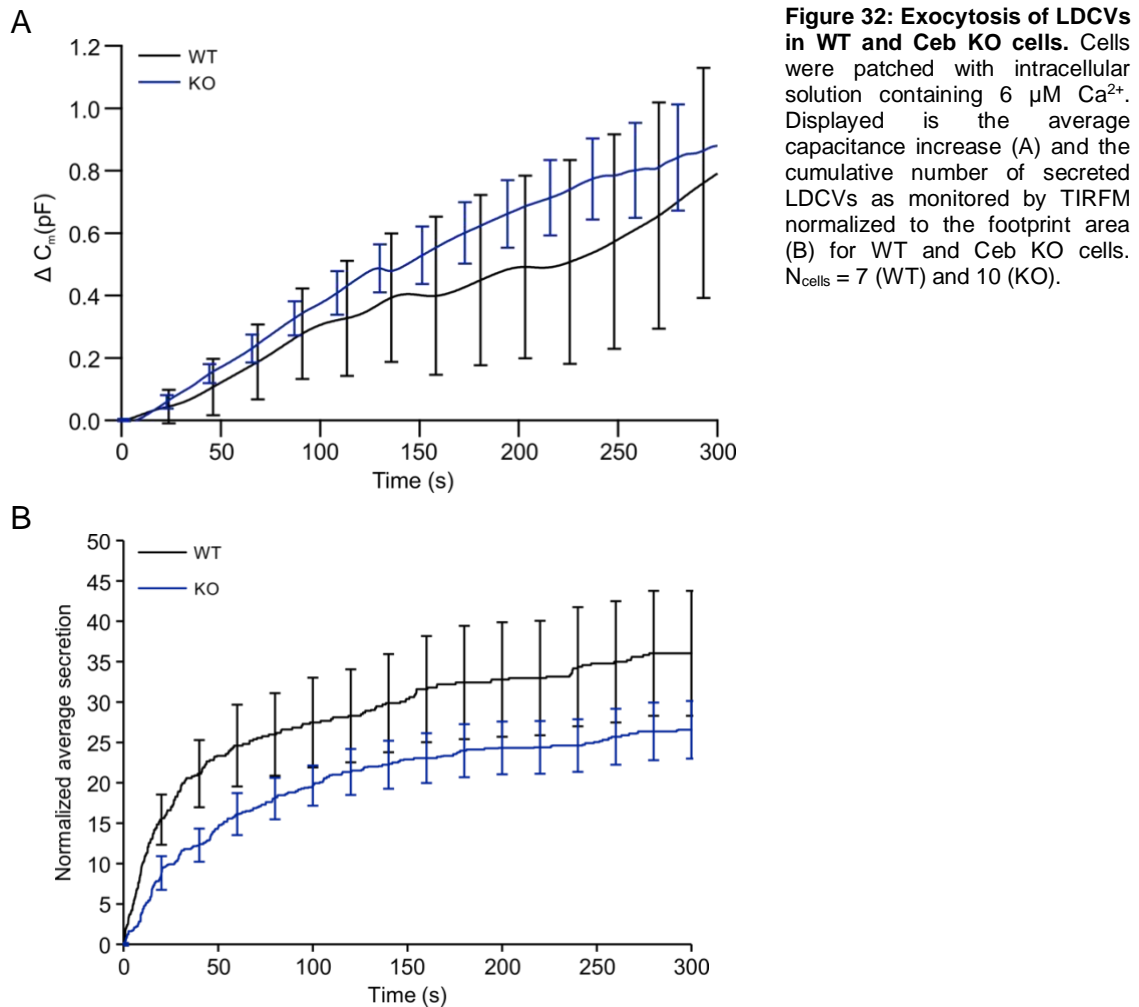 A
1.2
1.0
0.8
0.6
0.4
0.2
0.0
Δ Cm(pF)
WT
KO
0 50 100 150 200 250 300
Time (s)
Figure 32: Exocytosis of LDCVs
in WT and Ceb KO cells. Cells
were patched with intracellular
solution containing 6 µM Ca²⁺.
Displayed is the average
capacitance increase (A) and the
cumulative number of secreted
LDCVs as monitored by TIRFM
normalized to the footprint area
(B) for WT and Ceb KO cells.
Ncells = 7 (WT) and 10 (KO).
B
50
45
40
35
30
25
20
15
10
5
0
Normalized average secretion
WT
KO
0 50 100 150 200 250 300
Time (s)